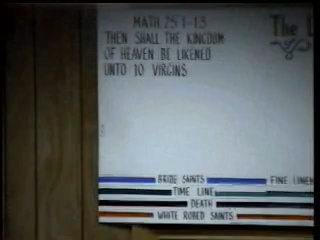 MATH. 25 1-13
THEN SHALL THE KINGDOM
OF HEAVEN BE LIKENED
UNTO 10 VIRGINS
The
BRIDE SAINTS
FINE LINEN
TIME LINE
DEATH
WHITE ROBED SAINTS